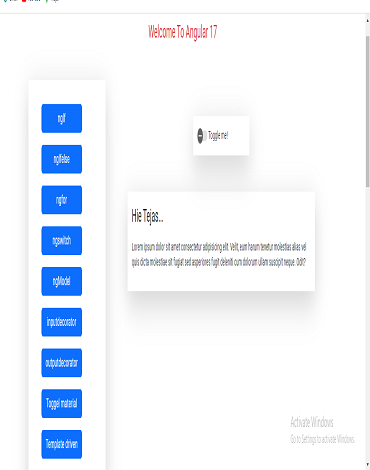 Welcome To Angular 17
ngIf
ngIfelse
ngfor
ngswitch
ngModel
inputdecorator
outputdecorator
Toggel material
Template driven
Toggle me!
Hie Tejas...
Lorem ipsum dolor sit amet consectetur adipisicing elit. Velit, eum harum tenetur molestias alias vel
quis dicta molestiae sit fugiat sed asperiores fugit deleniti cum dolorum ullam suscipit neque. Odit?
Activate Windows
Go to Settings to activate Windows.